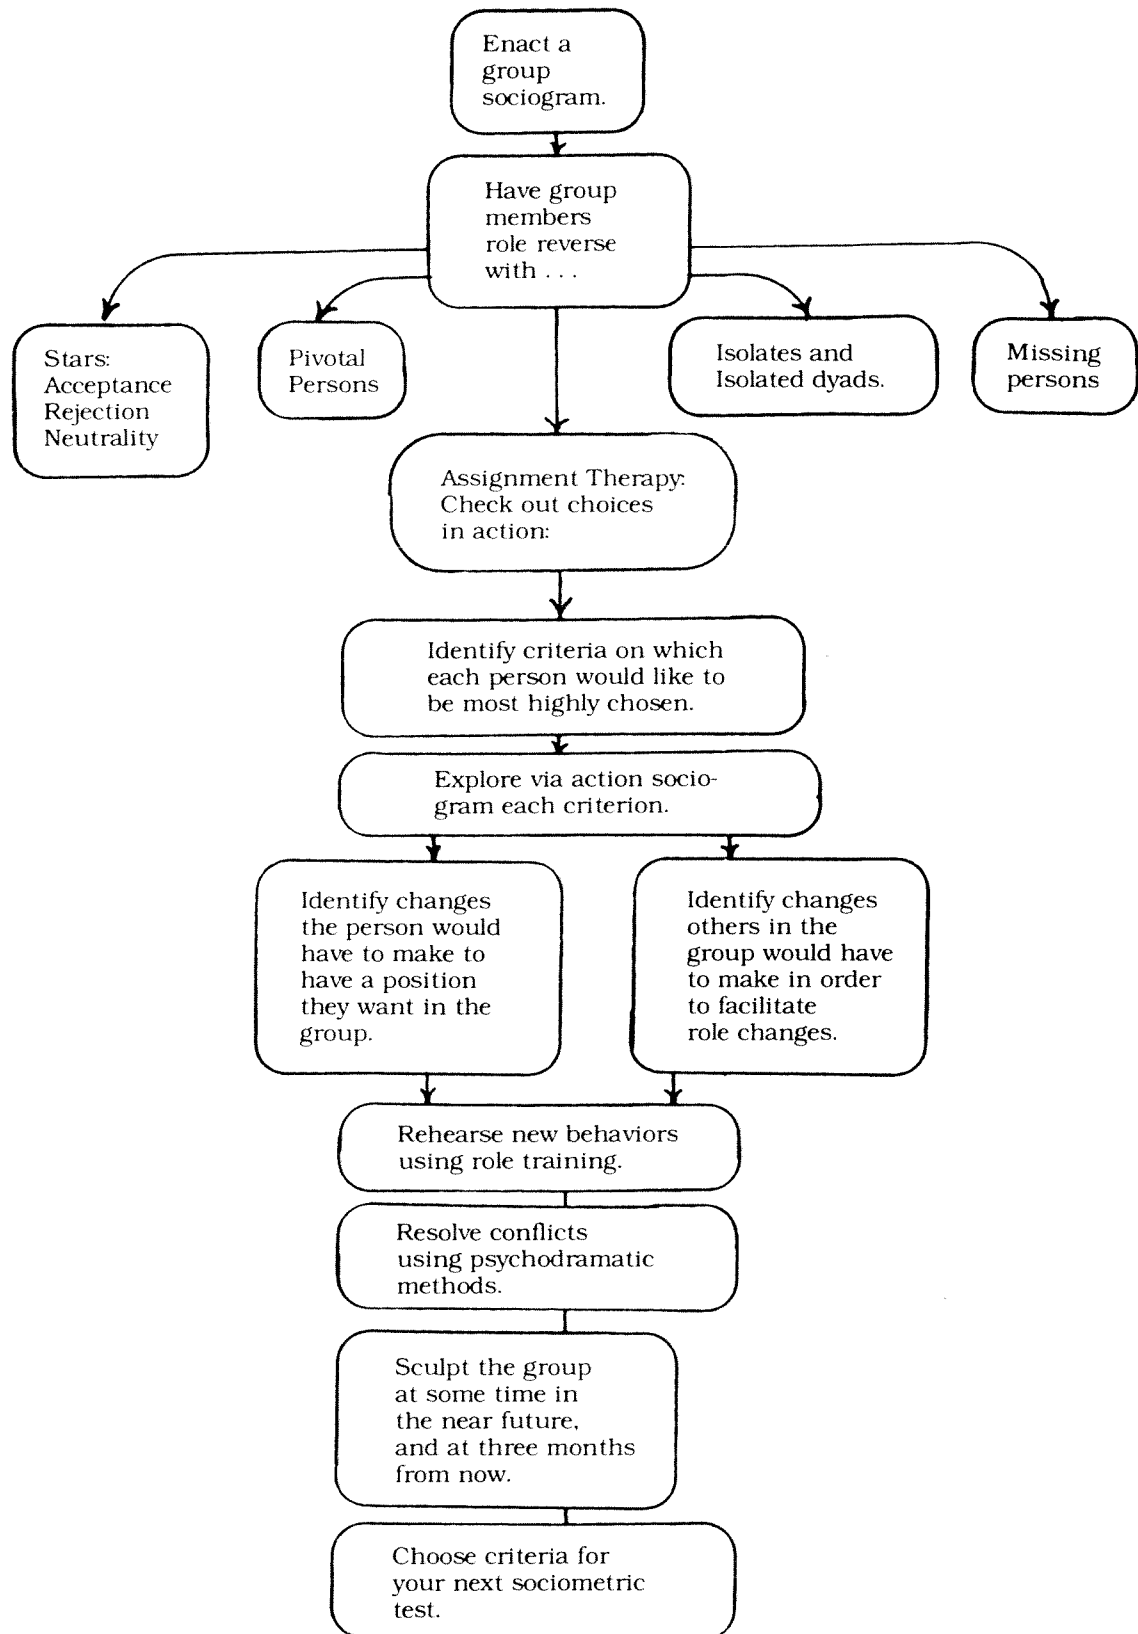 Enact a
group
sociogram.
Have group
members
role reverse
with . . .
Stars:
Acceptance
Rejection
Neutrality
Pivotal
Persons
Isolates and
Isolated dyads.
Missing
persons
Assignment Therapy:
Check out choices
in action:
Identify criteria on which
each person would like to
be most highly chosen.
Explore via action socio-
gram each criterion.
Identify changes
the person would
have to make to
have a position
they want in the
group.
Identify changes
others in the
group would have
to make in order
to facilitate
role changes.
Rehearse new behaviors
using role training.
Resolve conflicts
using psychodramatic
methods.
Sculpt the group
at some time in
the near future,
and at three months
from now.
Choose criteria for
your next sociometric
test.